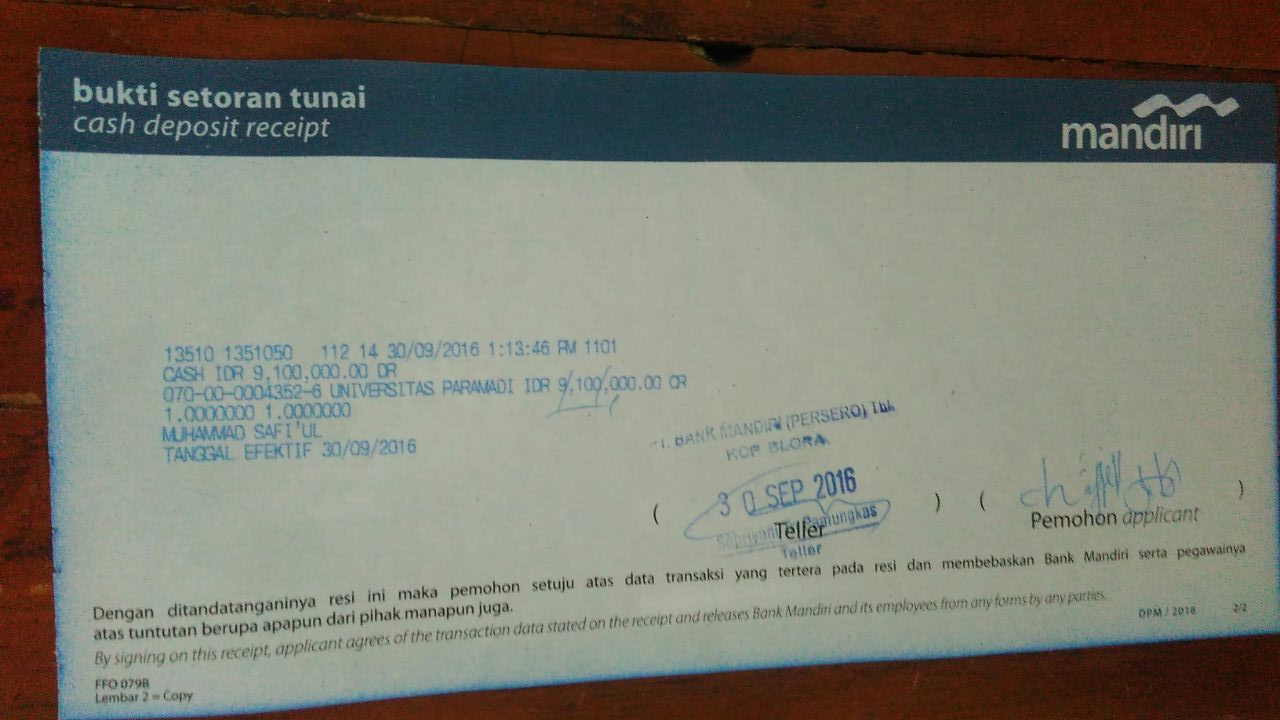 bukti setoran tunai
cash deposit receipt
mandiri
13510 1351050 112 14 30/09/2016 1:13:46 PM 1101
CASH IDR 9,100,000.00 DR
070-00-0004352-6 UNIVERSITAS PARAMADI IDR 9,100,000.00 CR
1.0000000 1.0000000
MUHAMMAD SAFI'UL
TANGGAL EFEKTIF 30/09/2016
BANK MANDIRI (PERSERO) Tbk
KCP BLORA
30 SEP 2016
( Teller ) ( )
Teller
Pemohon applicant
Dengan ditandatanganinya resi ini maka pemohon setuju atas data transaksi yang tertera pada resi dan membebaskan Bank Mandiri serta pegawainya
atas tuntutan berupa apapun dari pihak manapun juga.
By signing on this receipt, applicant agrees of the transaction data stated on the receipt and releases Bank Mandiri and its employees from any forms by any parties.
DPM / 2016 2/2
FFO 079B
Lembar 2 = Copy